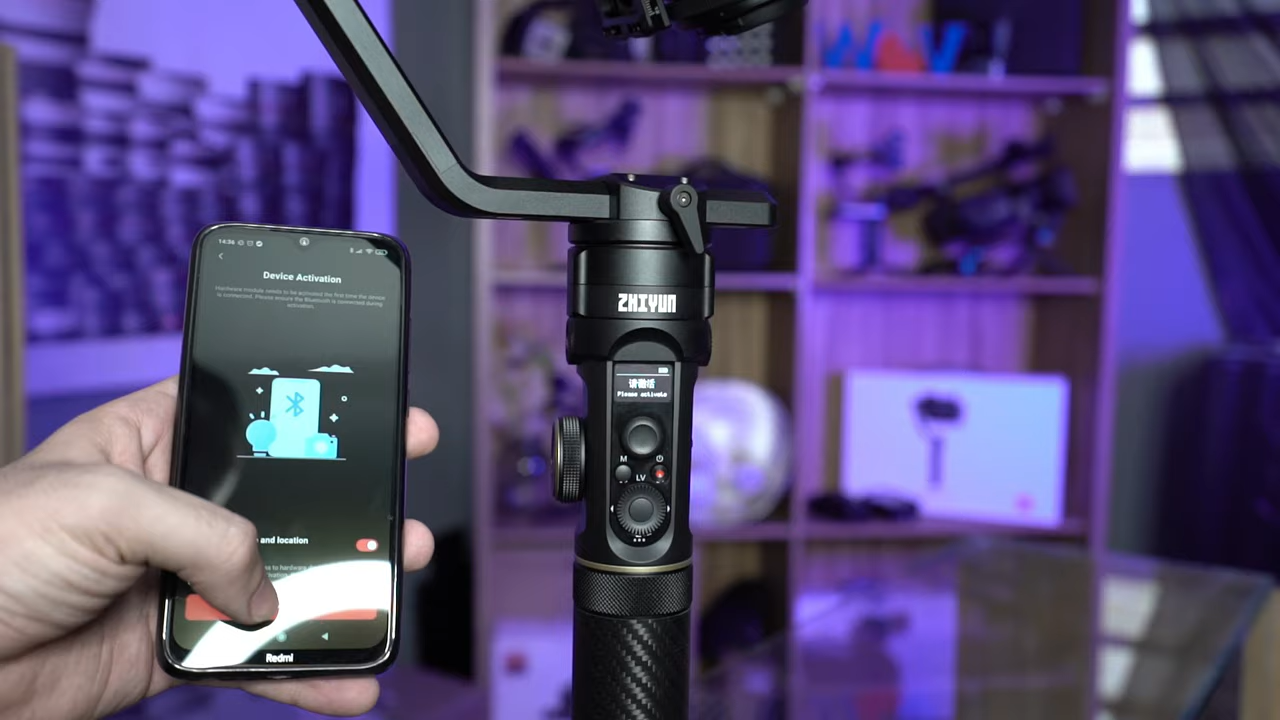 14:36
Device Activation
Hardware module needs to be activated the first time the device
is connected. Please ensure the Bluetooth is connected during
activation.
and location
Redmi
ZHIYUN
请激活
Please activate
M
LV